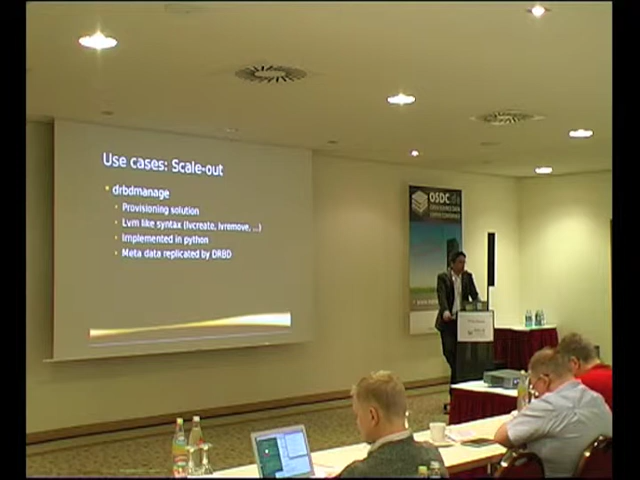 Use cases: Scale-out
drbdmanage
Provisioning solution
Lvm like syntax (lvcreate, lvremove, ...)
Implemented in python
Meta data replicated by DRBD
OSDC.de